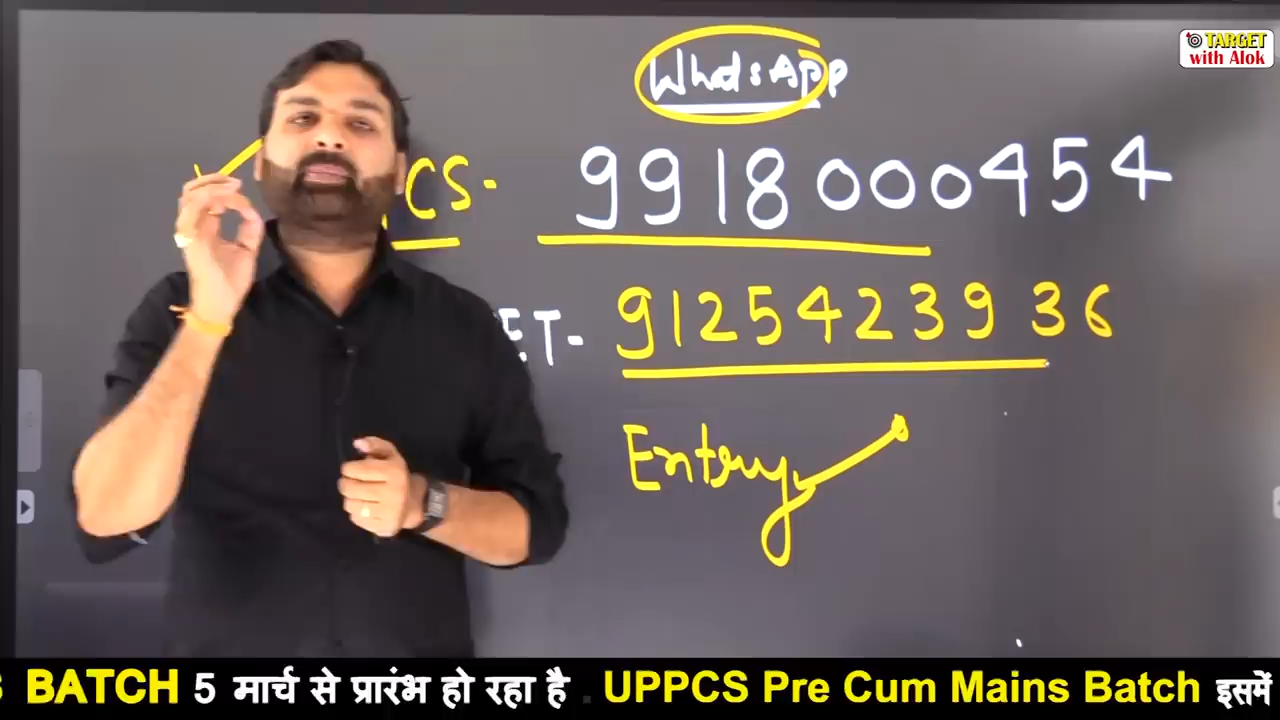 TARGET
with Alok
WhatsApp
CS- 9918000454
ET- 9125423936
Entry
BATCH 5 मार्च से प्रारंभ हो रहा है . UPPCS Pre Cum Mains Batch इसमें